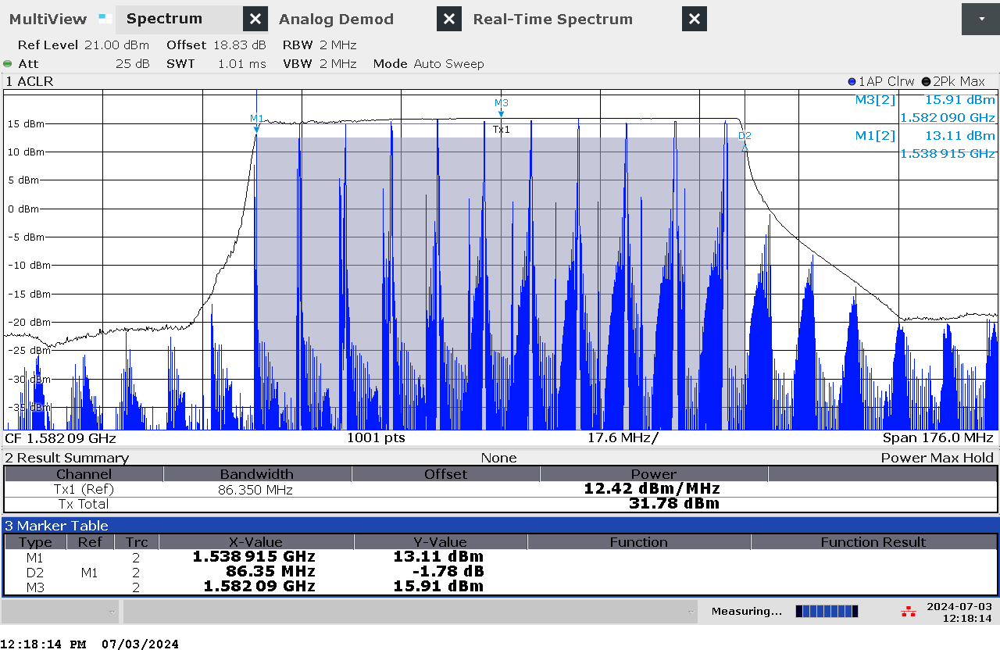 MultiView Spectrum Analog Demod Real-Time Spectrum
Ref Level 21.00 dBm Offset 18.83 dB RBW 2 MHz
Att 25 dB SWT 1.01 ms VBW 2 MHz Mode Auto Sweep
1 ACLR 1AP Clrw 2Pk Max
M3[2] 15.91 dBm
1.582 090 GHz
M1[2] 13.11 dBm
1.538 915 GHz
M3
M1
Tx1
D2
15 dBm
10 dBm
5 dBm
0 dBm
-5 dBm
-10 dBm
-15 dBm
-20 dBm
-25 dBm
-30 dBm
-35 dBm
CF 1.582 09 GHz 1001 pts 17.6 MHz/ Span 176.0 MHz
2 Result Summary None Power Max Hold
Channel Bandwidth Offset Power
Tx1 (Ref) 86.350 MHz 12.42 dBm/MHz
Tx Total 31.78 dBm
3 Marker Table
Type Ref Trc X-Value Y-Value Function Function Result
M1 2 1.538 915 GHz 13.11 dBm
D2 M1 2 86.35 MHz -1.78 dB
M3 2 1.582 09 GHz 15.91 dBm
Measuring... 2024-07-03
12:18:14
12:18:14 PM 07/03/2024